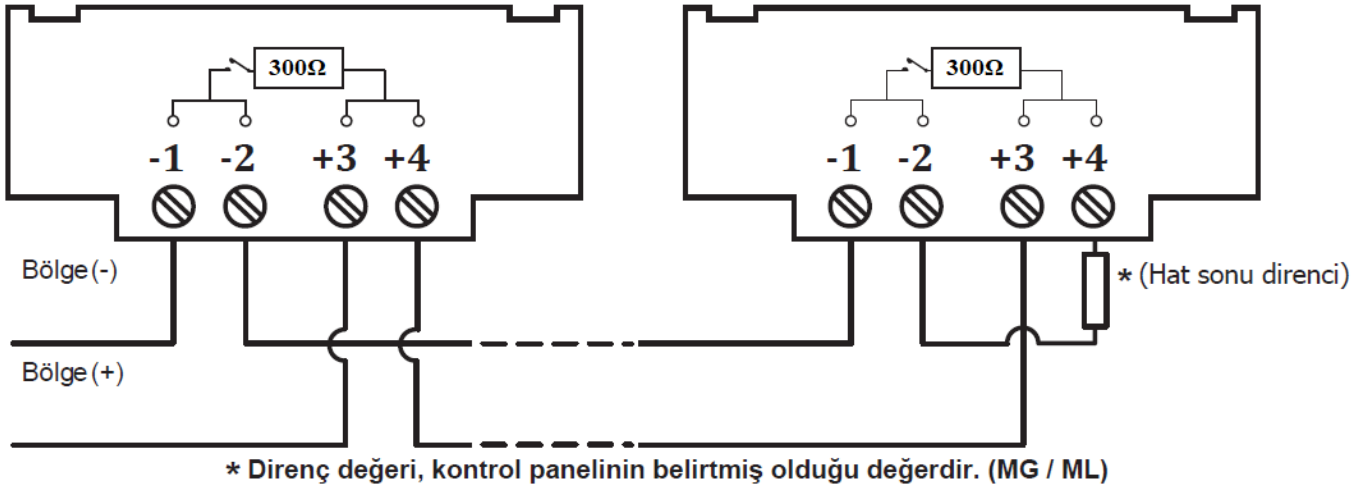 300Ω
300Ω
-1 -2 +3 +4
-1 -2 +3 +4
Bölge (-)
* (Hat sonu direnci)
Bölge (+)
* Direnç değeri, kontrol panelinin belirtmiş olduğu değerdir. (MG / ML)